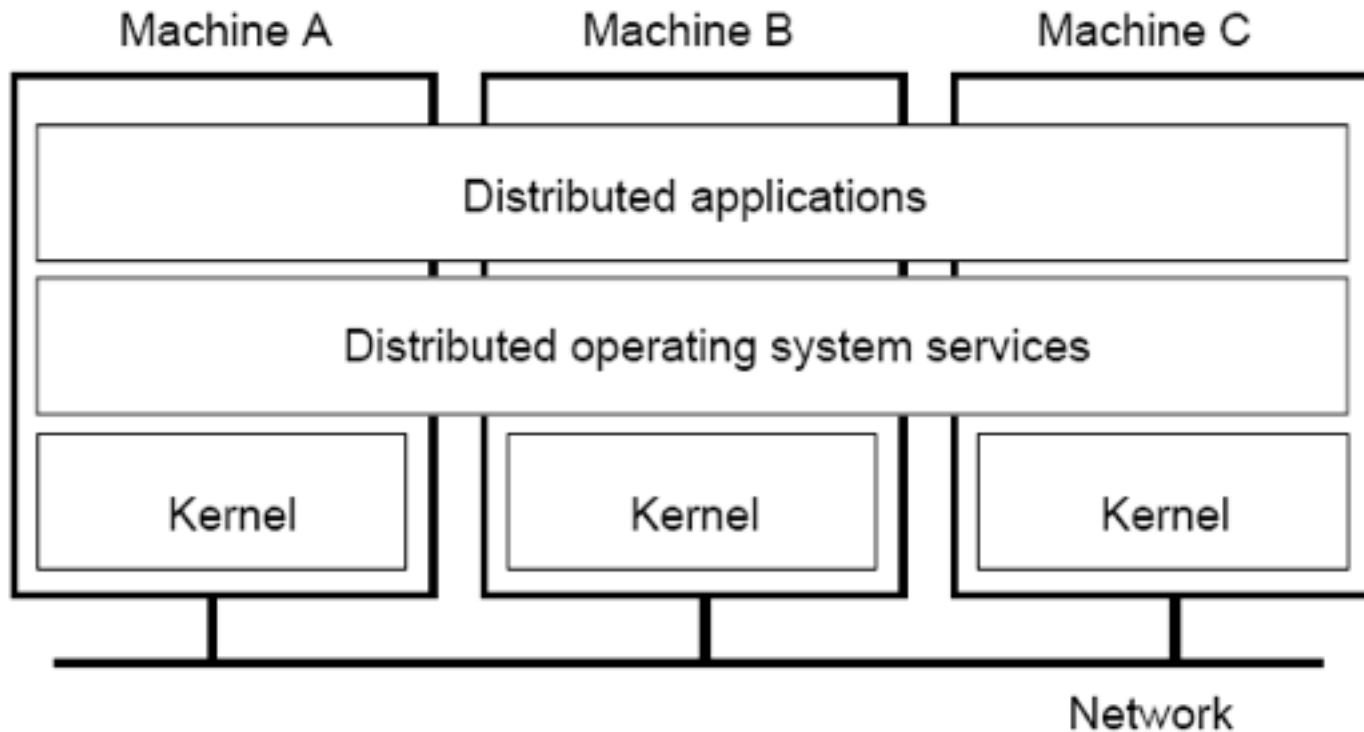 Machine A
Machine B
Machine C
Distributed applications
Distributed operating system services
Kernel
Kernel
Kernel
Network